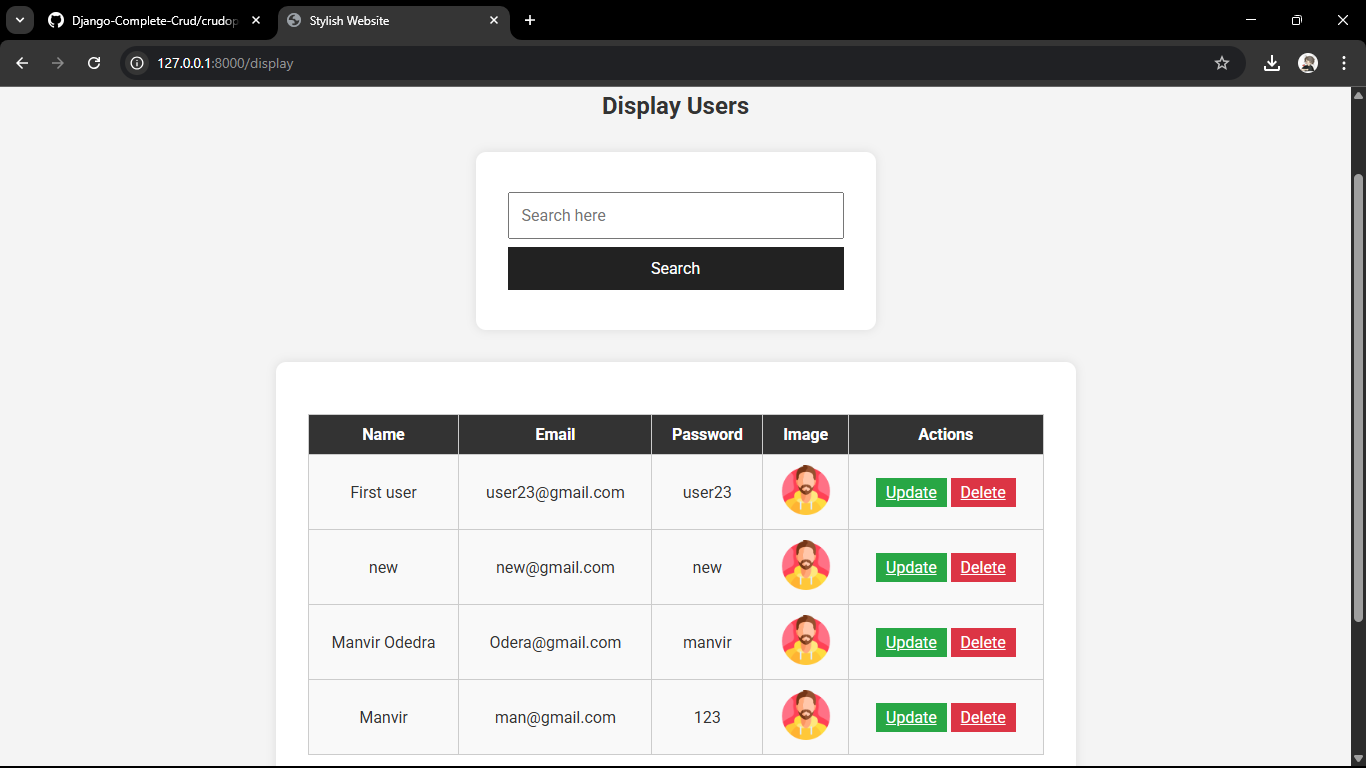 Django-Complete-Crud/crudop
Stylish Website
127.0.0.1:8000/display
Display Users
Search here
Search
Name Email Password Image Actions
First user user23@gmail.com user23 Update Delete
new new@gmail.com new Update Delete
Manvir Odedra Odera@gmail.com manvir Update Delete
Manvir man@gmail.com 123 Update Delete